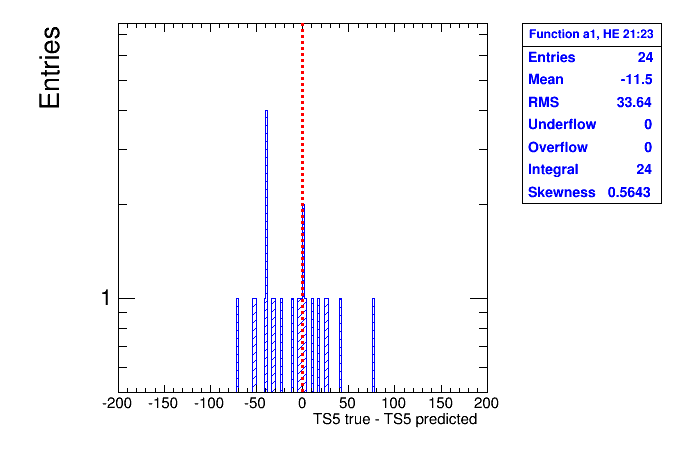 Entries
Function a1, HE 21:23
Entries 24
Mean -11.5
RMS 33.64
Underflow 0
Overflow 0
Integral 24
Skewness 0.5643
1
-200 -150 -100 -50 0 50 100 150 200
TS5 true - TS5 predicted